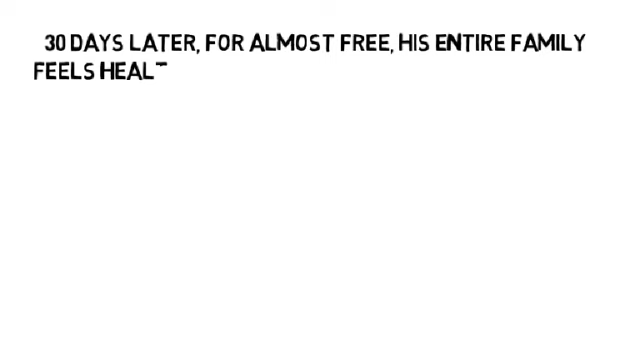 30 DAYS LATER, FOR ALMOST FREE, HIS ENTIRE FAMILY
FEELS HEAL